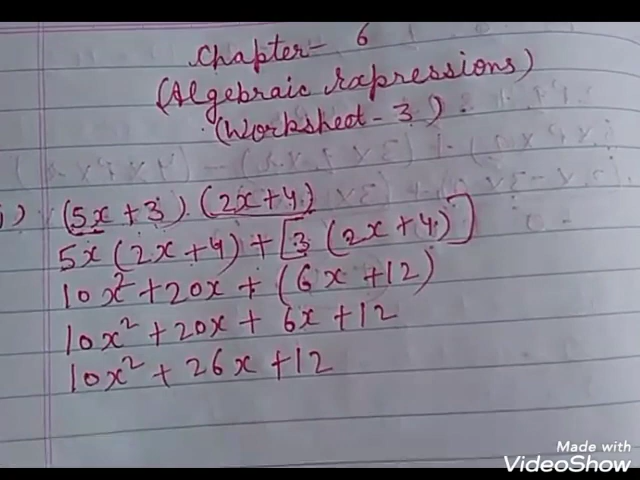 Chapter- 6
(Algebraic Expressions)
(Worksheet - 3)
i) (5x + 3) (2x + 4)
5x (2x + 4) + [3 (2x + 4)]
10x² + 20x + (6x + 12)
10x² + 20x + 6x + 12
10x² + 26x + 12
Made with
VideoShow